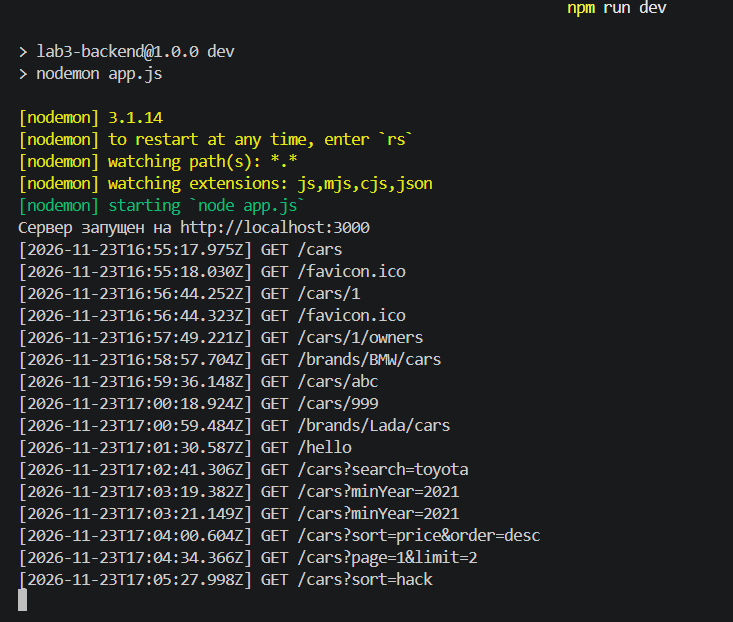 npm run dev
> lab3-backend@1.0.0 dev
> nodemon app.js
[nodemon] 3.1.14
[nodemon] to restart at any time, enter `rs`
[nodemon] watching path(s): *.*
[nodemon] watching extensions: js,mjs,cjs,json
[nodemon] starting `node app.js`
Сервер запущен на http://localhost:3000
[2026-11-23T16:55:17.975Z] GET /cars
[2026-11-23T16:55:18.030Z] GET /favicon.ico
[2026-11-23T16:56:44.252Z] GET /cars/1
[2026-11-23T16:56:44.323Z] GET /favicon.ico
[2026-11-23T16:57:49.221Z] GET /cars/1/owners
[2026-11-23T16:58:57.704Z] GET /brands/BMW/cars
[2026-11-23T16:59:36.148Z] GET /cars/abc
[2026-11-23T17:00:18.924Z] GET /cars/999
[2026-11-23T17:00:59.484Z] GET /brands/Lada/cars
[2026-11-23T17:01:30.587Z] GET /hello
[2026-11-23T17:02:41.306Z] GET /cars?search=toyota
[2026-11-23T17:03:19.382Z] GET /cars?minYear=2021
[2026-11-23T17:03:21.149Z] GET /cars?minYear=2021
[2026-11-23T17:04:00.604Z] GET /cars?sort=price&order=desc
[2026-11-23T17:04:34.366Z] GET /cars?page=1&limit=2
[2026-11-23T17:05:27.998Z] GET /cars?sort=hack